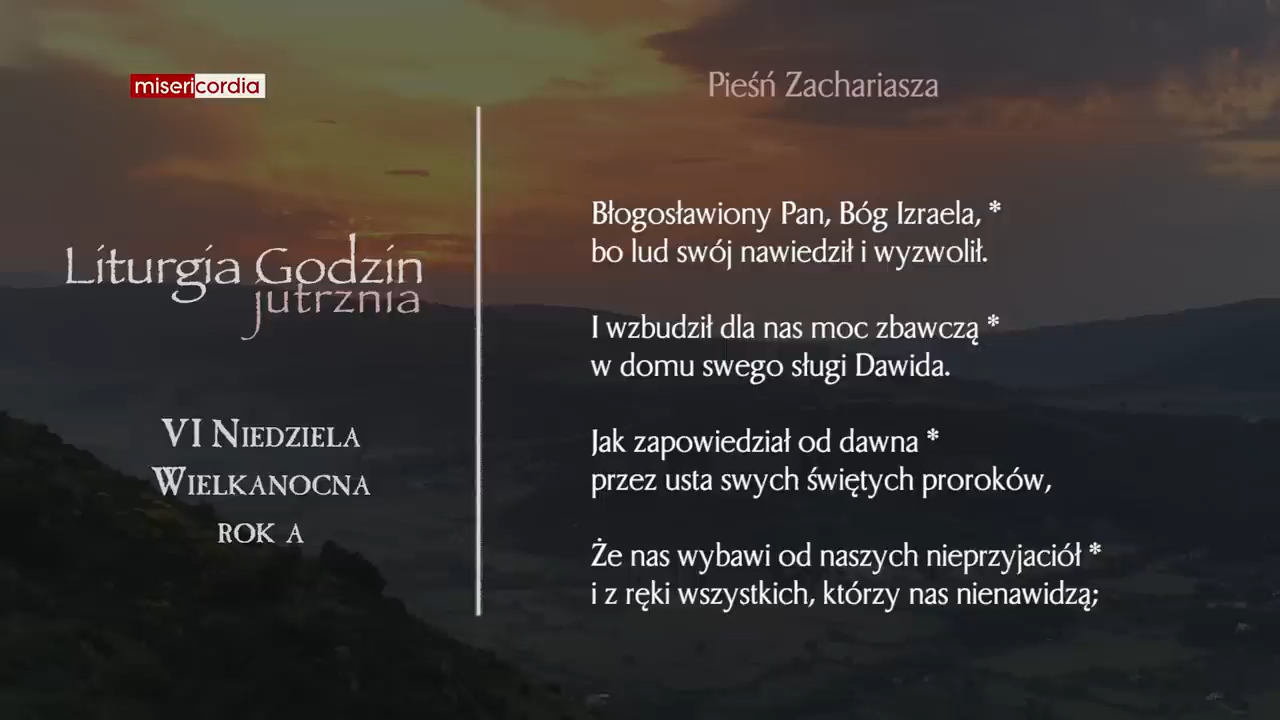 misericordia
Liturgia Godzin
jutrznia
VI Niedziela
Wielkanocna
rok A
Pieśń Zachariasza
Błogosławiony Pan, Bóg Izraela, *
bo lud swój nawiedził i wyzwolił.
I wzbudził dla nas moc zbawczą *
w domu swego sługi Dawida.
Jak zapowiedział od dawna *
przez usta swych świętych proroków,
Że nas wybawi od naszych nieprzyjaciół *
i z ręki wszystkich, którzy nas nienawidzą;